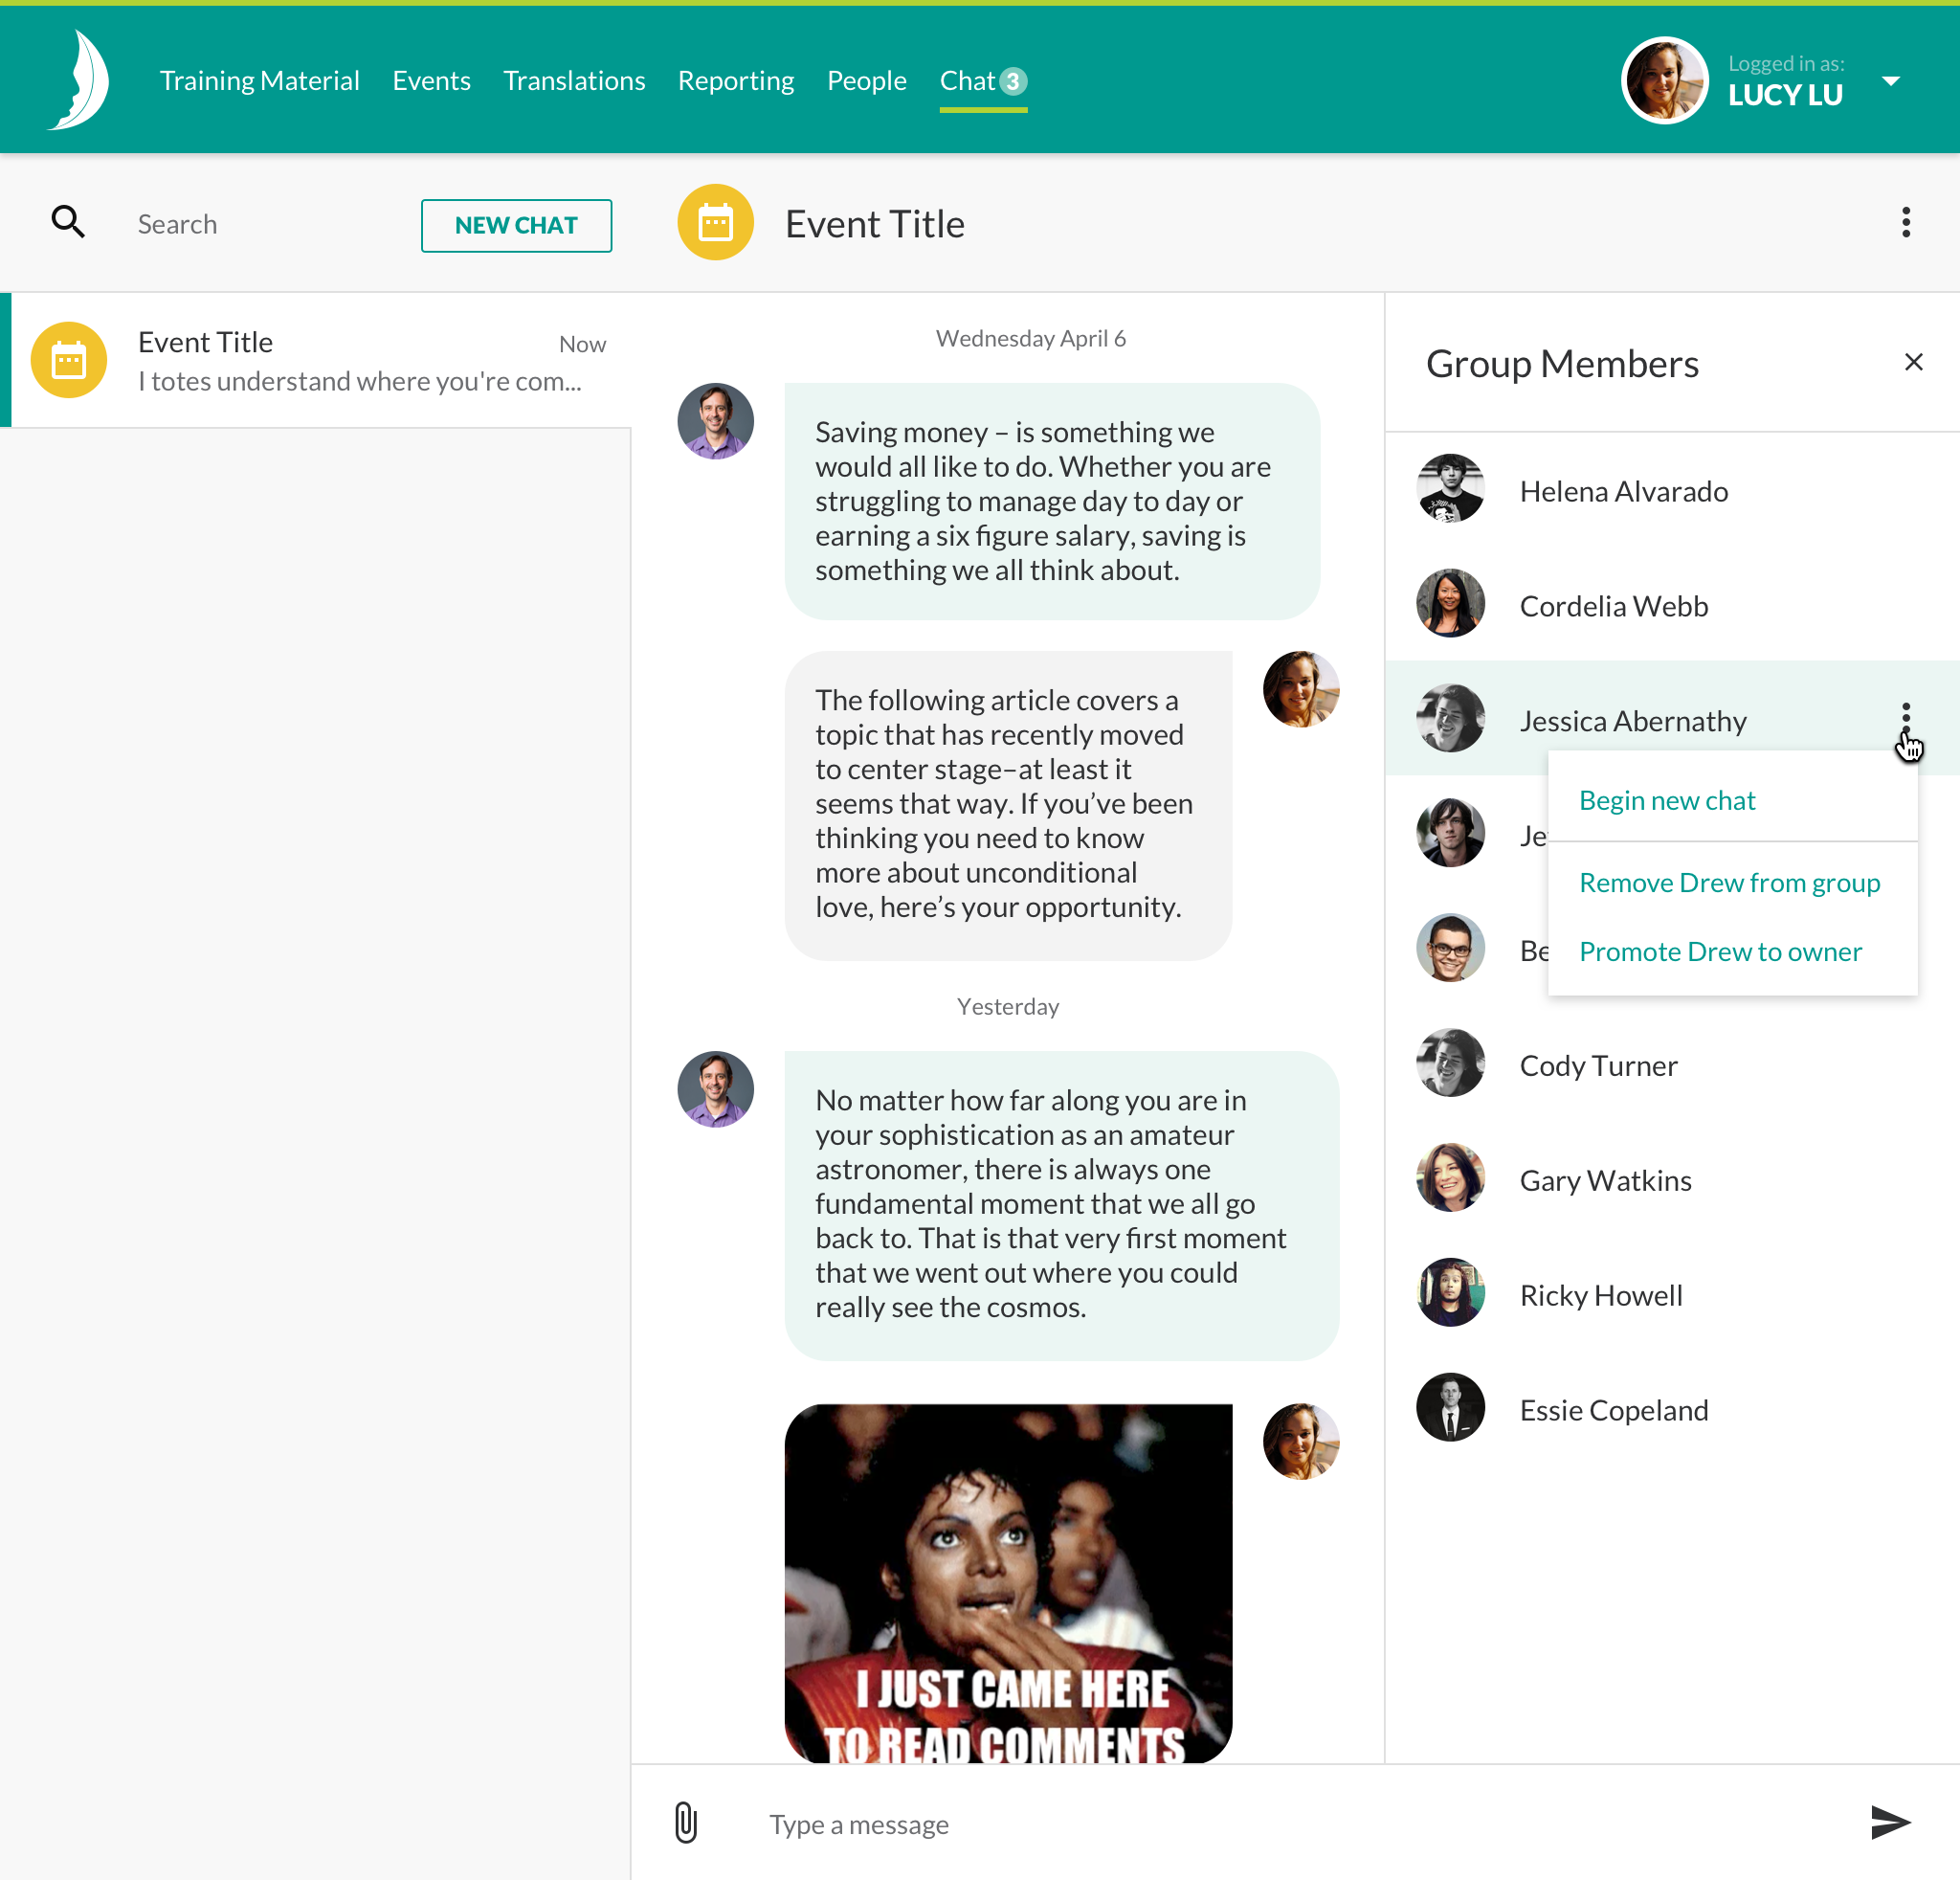 Training Material
Events
Translations
Reporting
People
Chat 3
Logged in as:
LUCY LU
Search
NEW CHAT
Event Title
Event Title
Now
I totes understand where you're com...
Wednesday April 6
Saving money – is something we
would all like to do. Whether you are
struggling to manage day to day or
earning a six figure salary, saving is
something we all think about.
The following article covers a
topic that has recently moved
to center stage–at least it
seems that way. If you’ve been
thinking you need to know
more about unconditional
love, here’s your opportunity.
Yesterday
No matter how far along you are in
your sophistication as an amateur
astronomer, there is always one
fundamental moment that we all go
back to. That is that very first moment
that we went out where you could
really see the cosmos.
I JUST CAME HERE
TO READ COMMENTS
Type a message
Group Members
Helena Alvarado
Cordelia Webb
Jessica Abernathy
Begin new chat
Remove Drew from group
Promote Drew to owner
Je
Be
Cody Turner
Gary Watkins
Ricky Howell
Essie Copeland